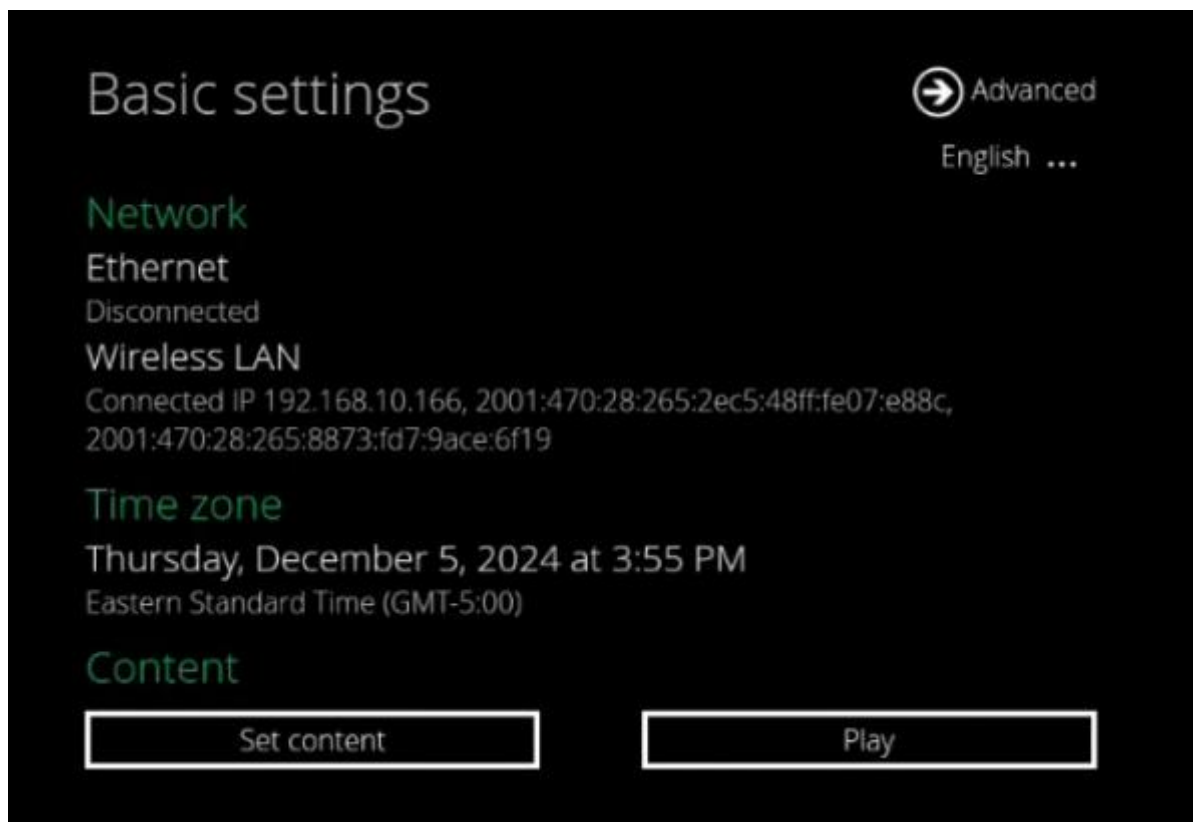 Basic settings
Advanced
English ...
Network
Ethernet
Disconnected
Wireless LAN
Connected IP 192.168.10.166, 2001:470:28:265:2ec5:48ff:fe07:e88c,
2001:470:28:265:8873:fd7:9ace:6f19
Time zone
Thursday, December 5, 2024 at 3:55 PM
Eastern Standard Time (GMT-5:00)
Content
Set content
Play